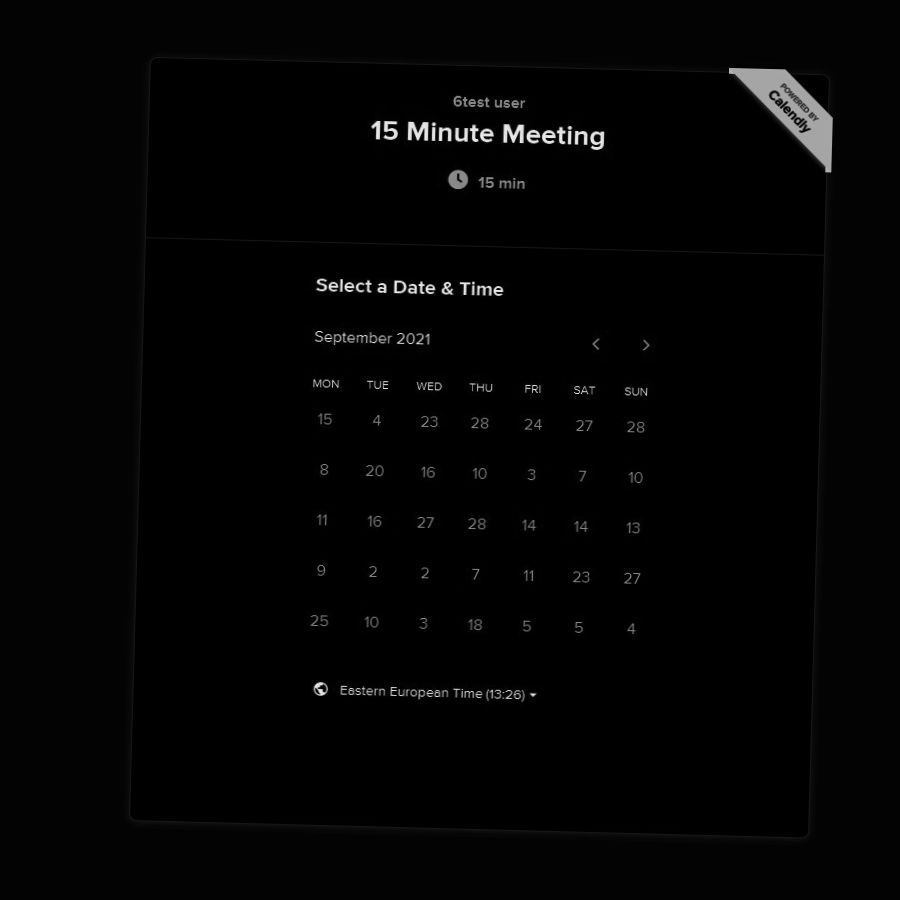 POWERED BY
Calendly
6test user
15 Minute Meeting
15 min
Select a Date & Time
September 2021
MON TUE WED THU FRI SAT SUN
15 4 23 28 24 27 28
8 20 16 10 3 7 10
11 16 27 28 14 14 13
9 2 2 7 11 23 27
25 10 3 18 5 5 4
Eastern European Time (13:26)